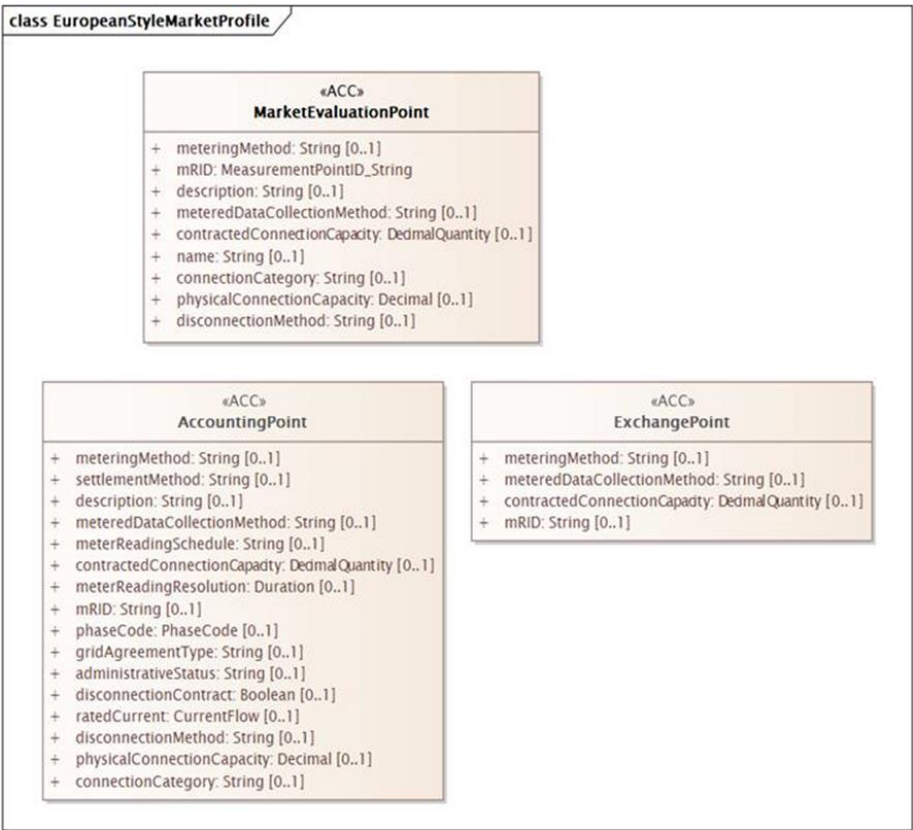 class EuropeanStyleMarketProfile
«ACC»
MarketEvaluationPoint
+ meteringMethod: String [0..1]
+ mRID: MeasurementPointID_String
+ description: String [0..1]
+ meteredDataCollectionMethod: String [0..1]
+ contractedConnectionCapacity: DecimalQuantity [0..1]
+ name: String [0..1]
+ connectionCategory: String [0..1]
+ physicalConnectionCapacity: Decimal [0..1]
+ disconnectionMethod: String [0..1]
«ACC»
AccountingPoint
+ meteringMethod: String [0..1]
+ settlementMethod: String [0..1]
+ description: String [0..1]
+ meteredDataCollectionMethod: String [0..1]
+ meterReadingSchedule: String [0..1]
+ contractedConnectionCapacity: DecimalQuantity [0..1]
+ meterReadingResolution: Duration [0..1]
+ mRID: String [0..1]
+ phaseCode: PhaseCode [0..1]
+ gridAgreementType: String [0..1]
+ administrativeStatus: String [0..1]
+ disconnectionContract: Boolean [0..1]
+ ratedCurrent: CurrentFlow [0..1]
+ disconnectionMethod: String [0..1]
+ physicalConnectionCapacity: Decimal [0..1]
+ connectionCategory: String [0..1]
«ACC»
ExchangePoint
+ meteringMethod: String [0..1]
+ meteredDataCollectionMethod: String [0..1]
+ contractedConnectionCapacity: DecimalQuantity [0..1]
+ mRID: String [0..1]